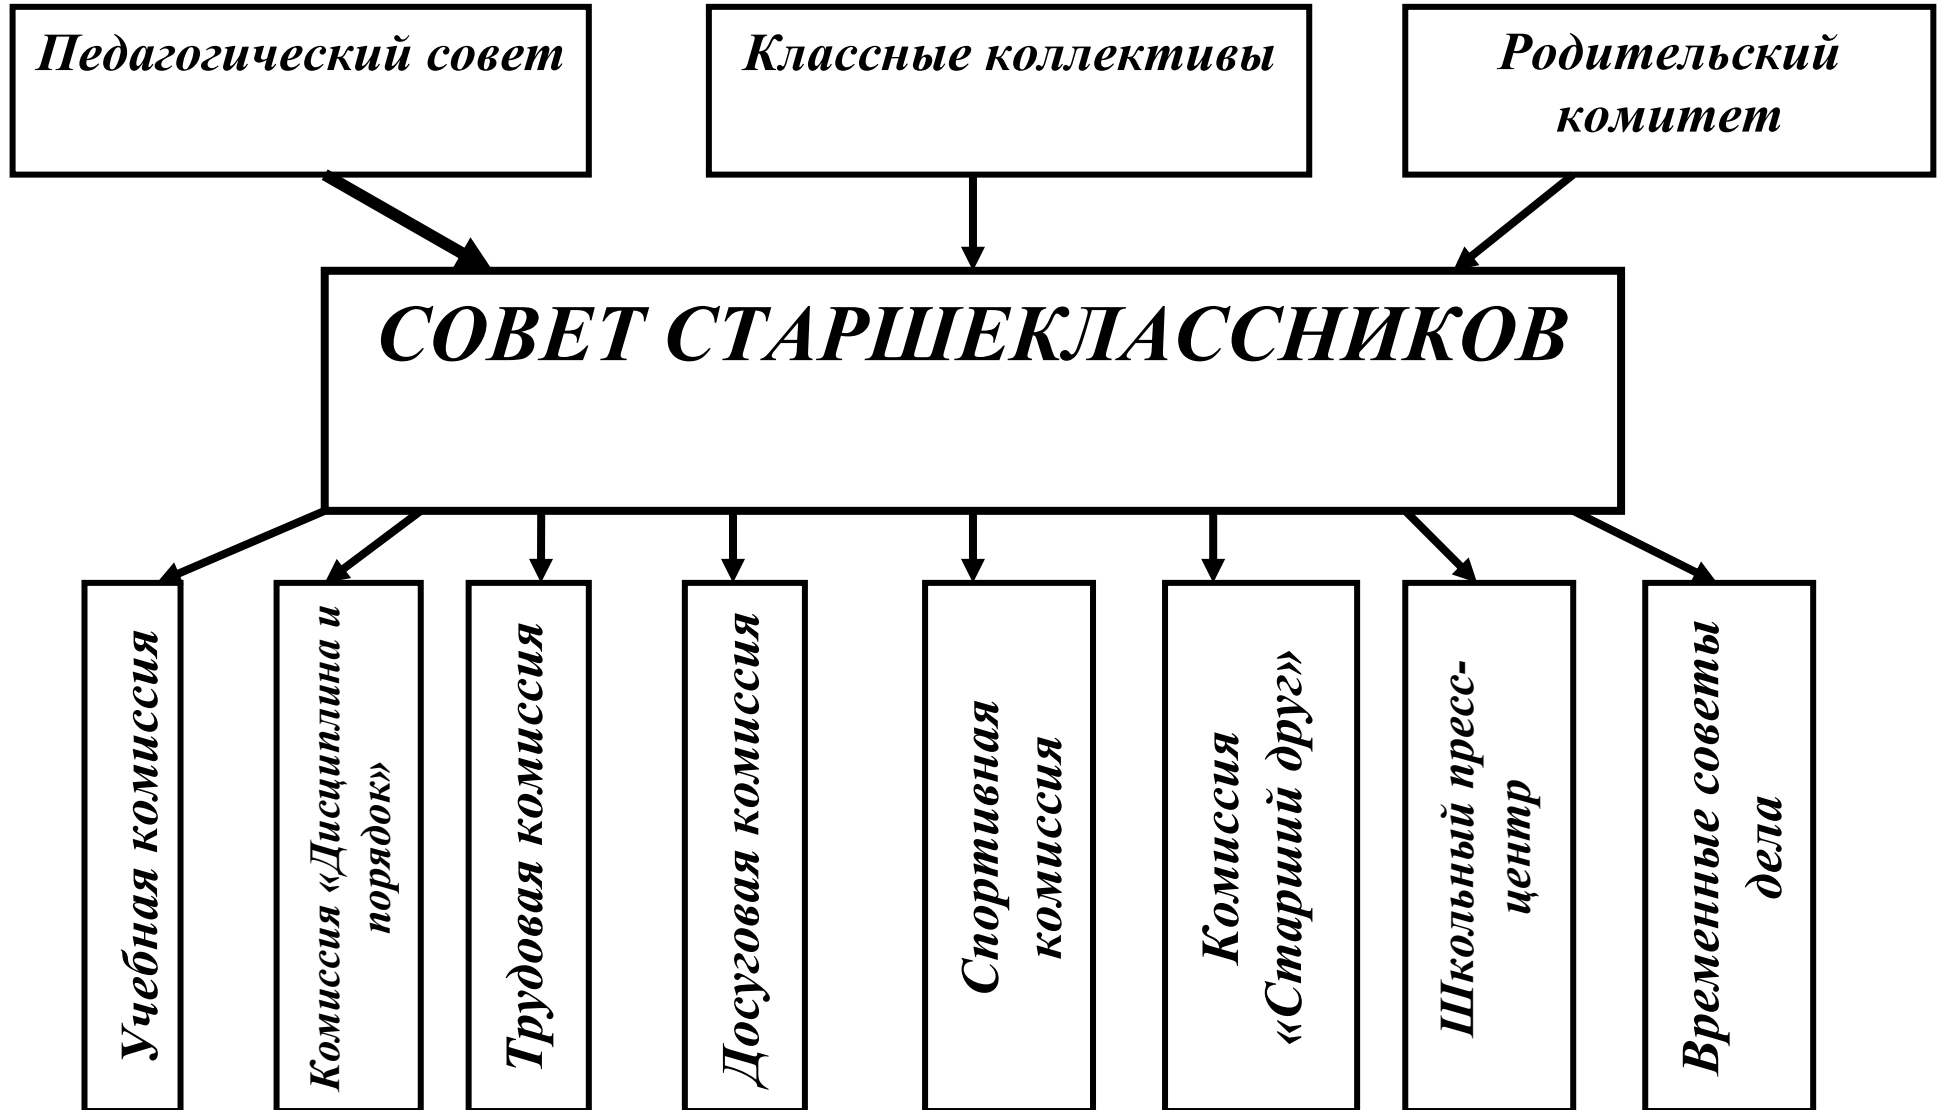 Педагогический совет
Классные коллективы
Родительский
комитет
СОВЕТ СТАРШЕКЛАССНИКОВ
Учебная комиссия
Комиссия «Дисциплина и
порядок»
Трудовая комиссия
Досуговая комиссия
Спортивная
комиссия
Комиссия
«Старший друг»
Школьный пресс-
центр
Временные советы
дела